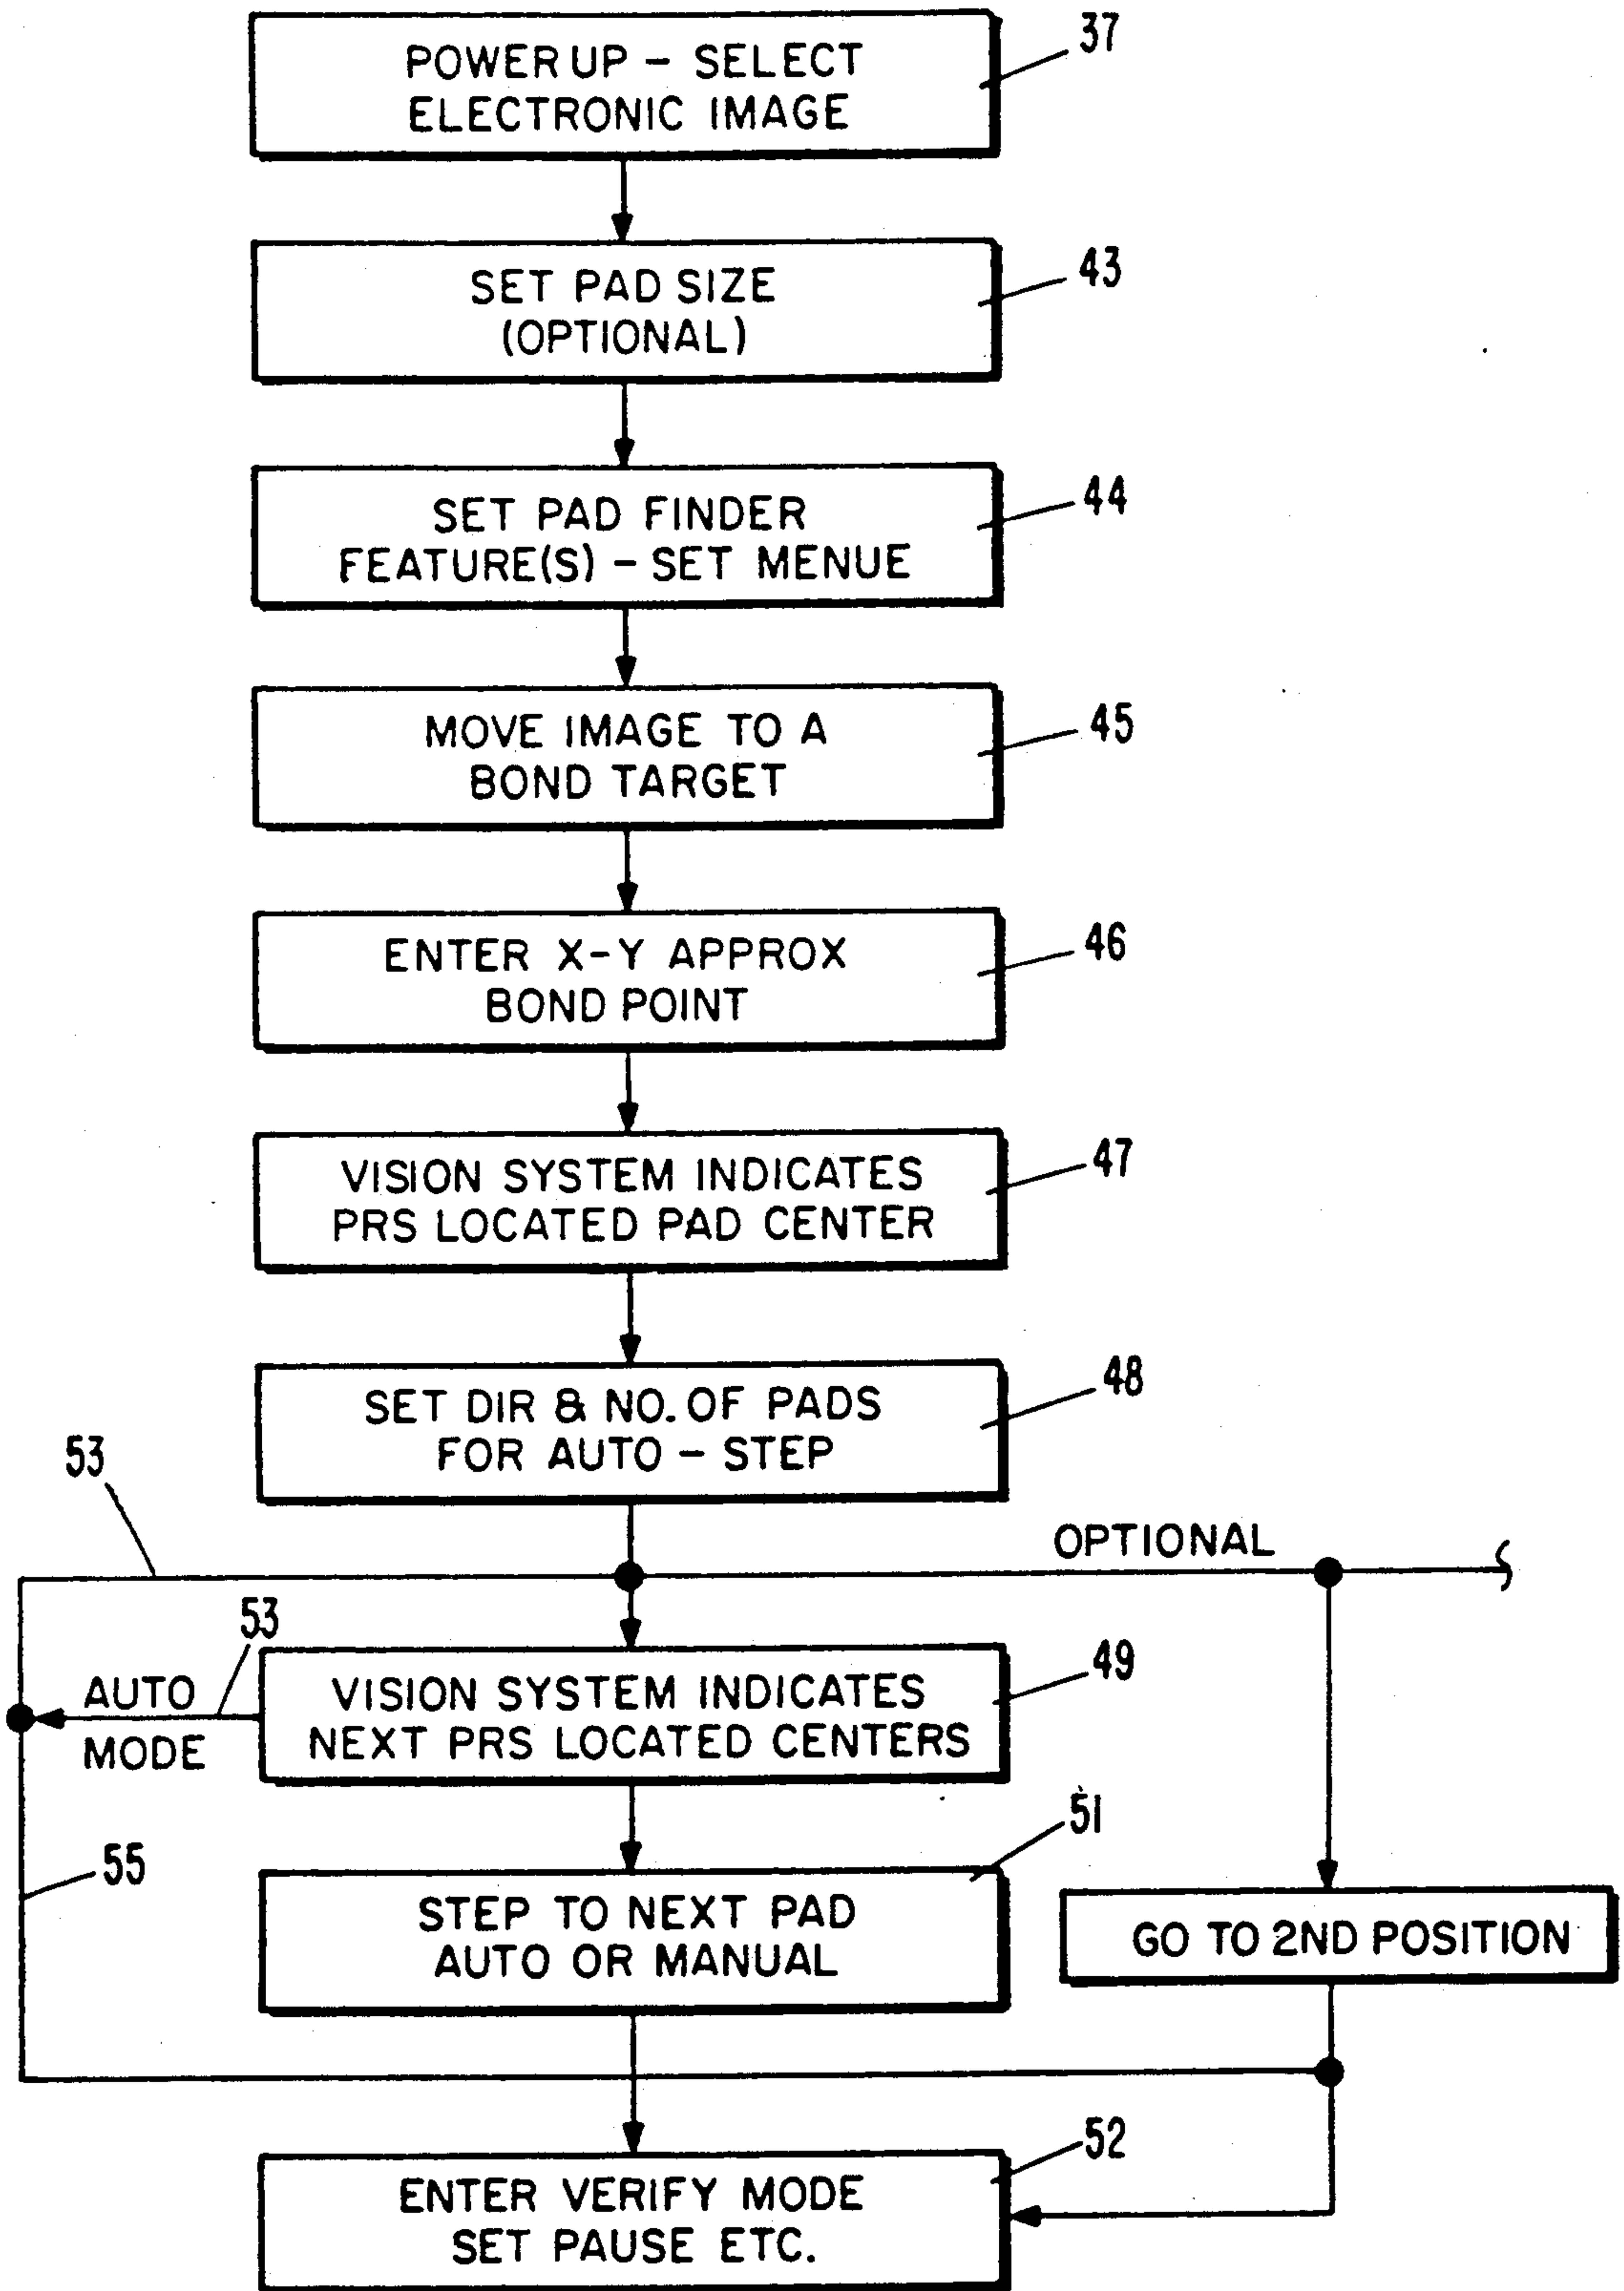 POWER UP – SELECT
ELECTRONIC IMAGE
37
SET PAD SIZE
(OPTIONAL)
43
SET PAD FINDER
FEATURE(S) – SET MENUE
44
MOVE IMAGE TO A
BOND TARGET
45
ENTER X-Y APPROX
BOND POINT
46
VISION SYSTEM INDICATES
PRS LOCATED PAD CENTER
47
SET DIR & NO. OF PADS
FOR AUTO – STEP
48
53
OPTIONAL
53
AUTO
MODE
VISION SYSTEM INDICATES
NEXT PRS LOCATED CENTERS
49
55
STEP TO NEXT PAD
AUTO OR MANUAL
51
GO TO 2ND POSITION
ENTER VERIFY MODE
SET PAUSE ETC.
52